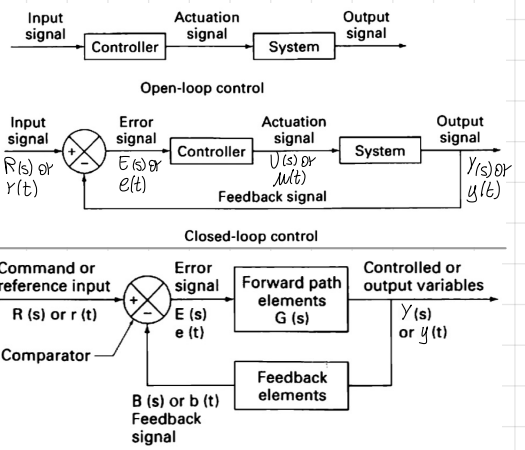 Input
signal
Controller
Actuation
signal
System
Output
signal
Open-loop control
Input
signal
R(s) or
r(t)
+
−
Error
signal
E(s) or
e(t)
Controller
Actuation
signal
U(s) or
u(t)
System
Output
signal
Y(s) or
y(t)
Feedback signal
Closed-loop control
Command or
reference input
R (s) or r (t)
+
−
Comparator
Error
signal
E (s)
e (t)
Forward path
elements
G (s)
Controlled or
output variables
Y (s)
or y (t)
Feedback
elements
B (s) or b (t)
Feedback
signal